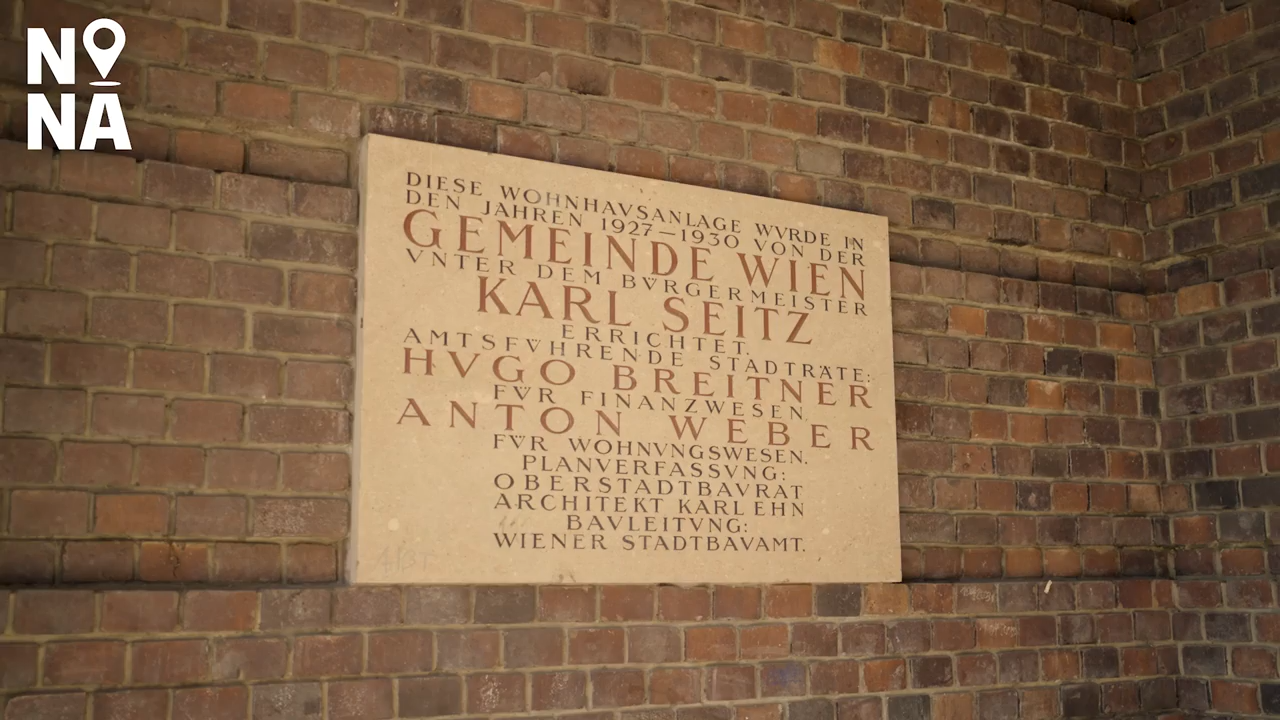 NO
NA
DIESE WOHNHAVSANLAGE WVRDE IN
DEN JAHREN 1927–1930 VON DER
GEMEINDE WIEN
VNTER DEM BVRGERMEISTER
KARL SEITZ
ERRICHTET.
AMTSFVHRENDE STADTRÄTE:
HVGO BREITNER
FVR FINANZWESEN.
ANTON WEBER
FVR WOHNVNGSWESEN.
PLANVERFASSVNG:
OBERSTADTBAVRAT
ARCHITEKT KARL EHN
BAVLEITVNG:
WIENER STADTBAVAMT.